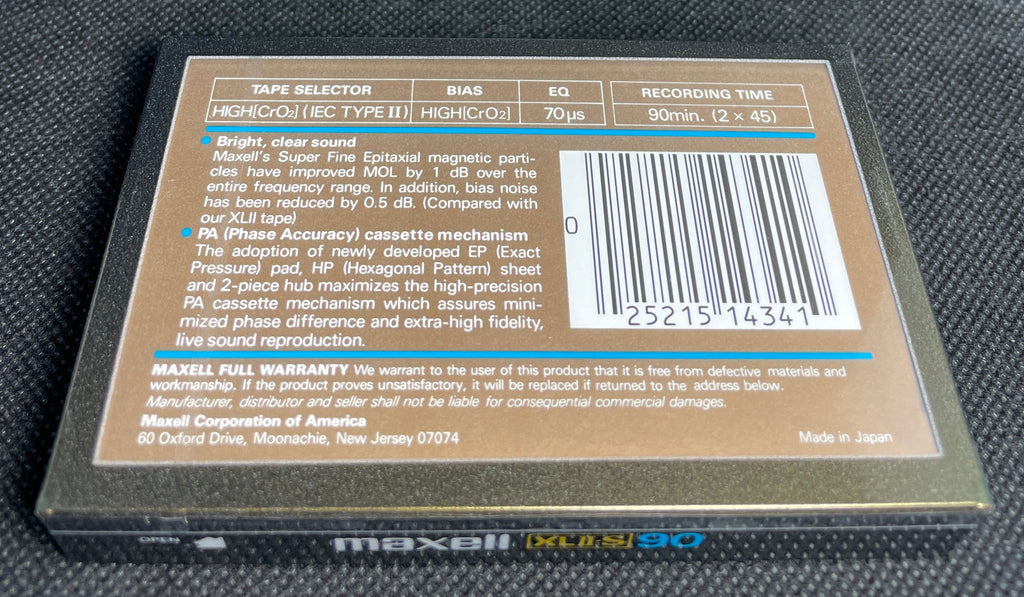 TAPE SELECTOR BIAS EQ RECORDING TIME
HIGH[CrO₂] (IEC TYPE II) HIGH[CrO₂] 70µs 90min. (2 × 45)
• Bright, clear sound
Maxell's Super Fine Epitaxial magnetic parti-
cles have improved MOL by 1 dB over the
entire frequency range. In addition, bias noise
has been reduced by 0.5 dB. (Compared with
our XLII tape)
• PA (Phase Accuracy) cassette mechanism
The adoption of newly developed EP (Exact
Pressure) pad, HP (Hexagonal Pattern) sheet
and 2-piece hub maximizes the high-precision
PA cassette mechanism which assures mini-
mized phase difference and extra-high fidelity,
live sound reproduction.
0
25215 14341
MAXELL FULL WARRANTY We warrant to the user of this product that it is free from defective materials and
workmanship. If the product proves unsatisfactory, it will be replaced if returned to the address below.
Manufacturer, distributor and seller shall not be liable for consequential commercial damages.
Maxell Corporation of America
60 Oxford Drive, Moonachie, New Jersey 07074
Made in Japan
OPEN
maxell XLII-S 90